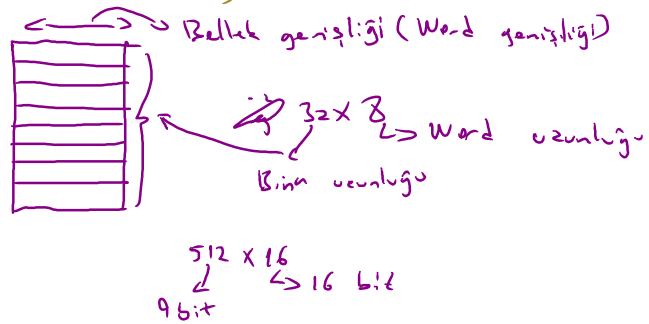 Bellek genişliği (Word genişliği)
32 x 8
Word uzunluğu
Bina uzunluğu
512 x 16
16 bit
9 bit